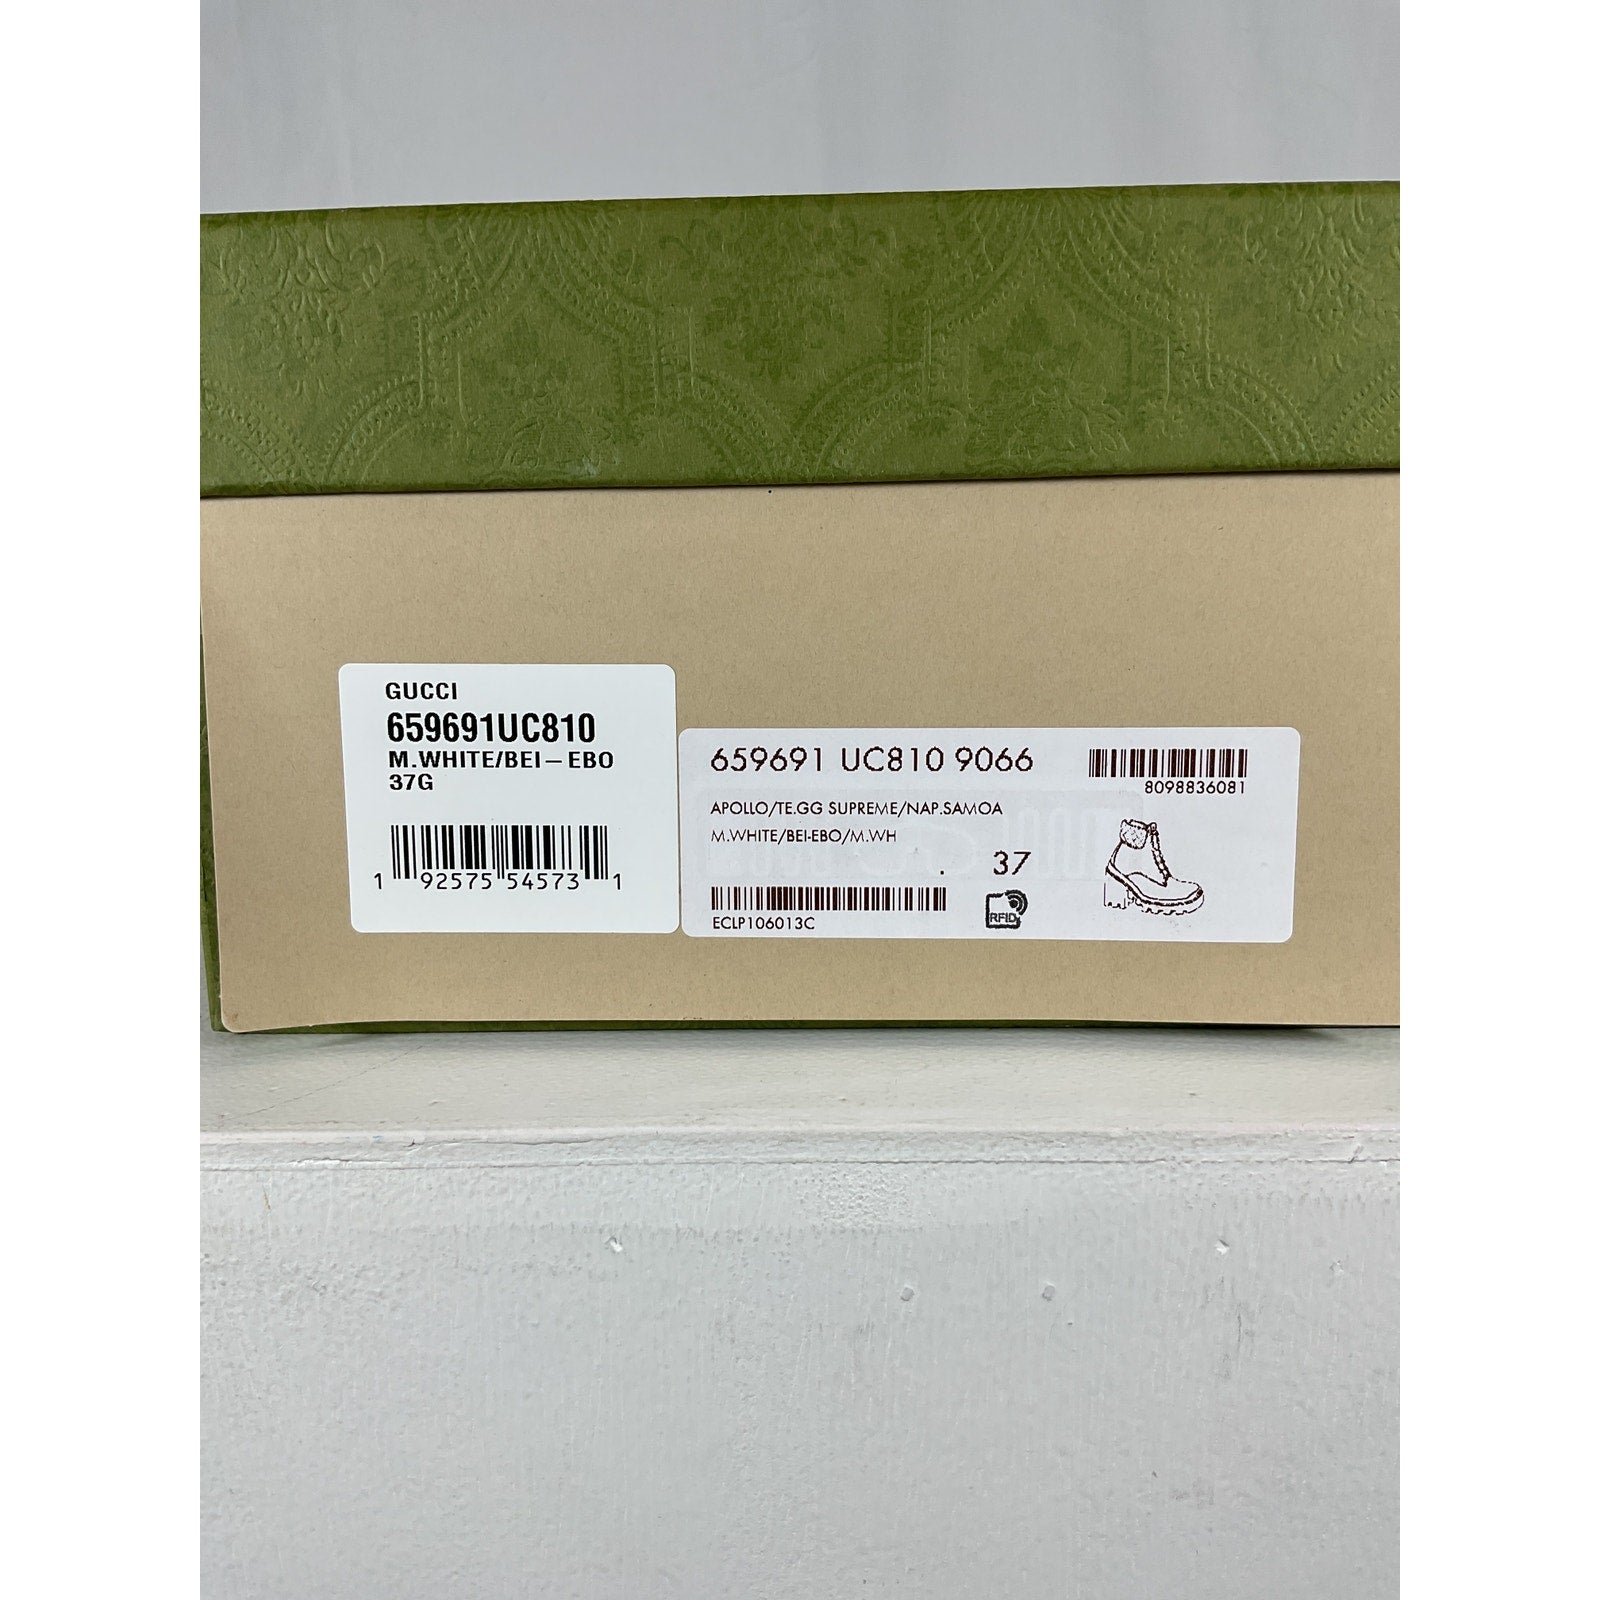 GUCCI
659691UC810
M.WHITE/BEI – EBO
37G
1 92575 54573 1
659691 UC810 9066
8098836081
APOLLO/TE.GG SUPREME/NAP.SAMOA
M.WHITE/BEI-EBO/M.WH
37
RFID
ECLP106013C